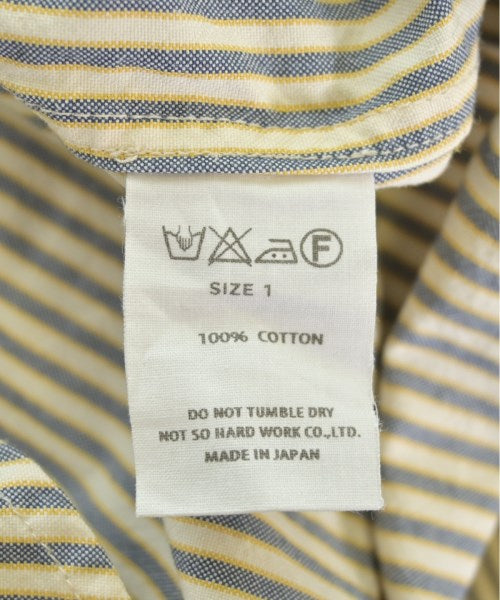 F
SIZE 1
100% COTTON
DO NOT TUMBLE DRY
NOT SO HARD WORK CO.,LTD.
MADE IN JAPAN